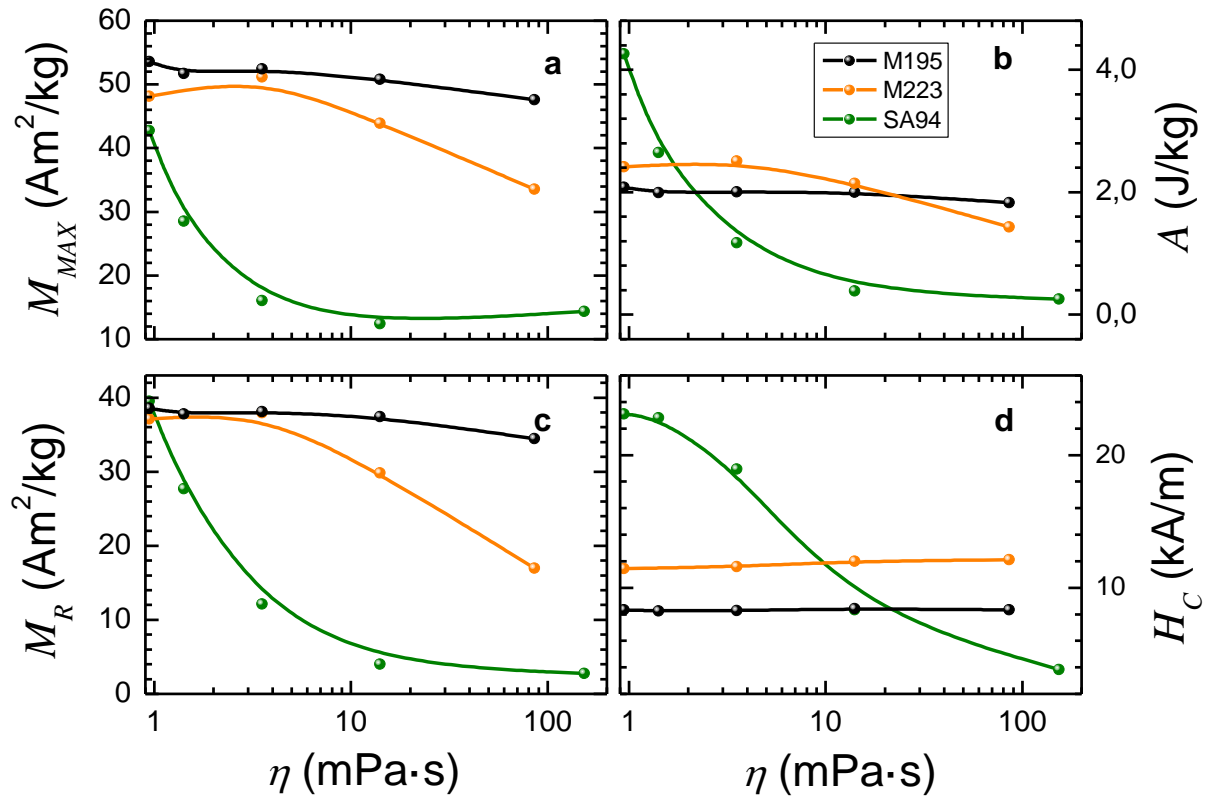 M_MAX (Am²/kg)
60
50
40
30
20
10
a
b
M195
M223
SA94
4,0
2,0
0,0
A (J/kg)
M_R (Am²/kg)
40
30
20
10
0
c
d
20
10
H_C (kA/m)
1 10 100
1 10 100
η (mPa·s)
η (mPa·s)